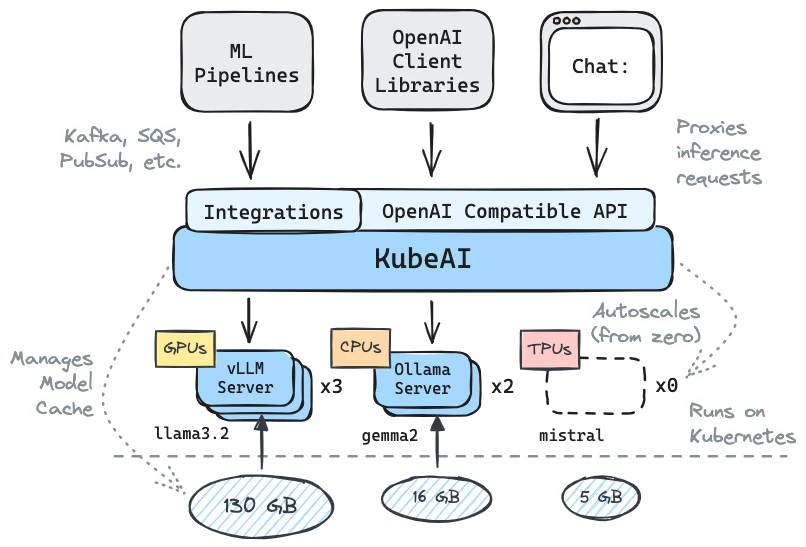 ML
Pipelines
OpenAI
Client
Libraries
Chat:
Kafka, SQS,
PubSub, etc.
Proxies
inference
requests
Integrations
OpenAI Compatible API
KubeAI
Autoscales
(from zero)
Manages
Model
Cache
GPUs
vLLM
Server
x3
llama3.2
CPUs
Ollama
Server
x2
gemma2
TPUs
x0
mistral
Runs on
Kubernetes
130 GB
16 GB
5 GB